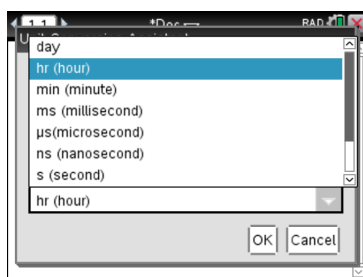 1.1
*Doc
RAD
day
hr (hour)
min (minute)
ms (millisecond)
µs(microsecond)
ns (nanosecond)
s (second)
hr (hour)
OK Cancel